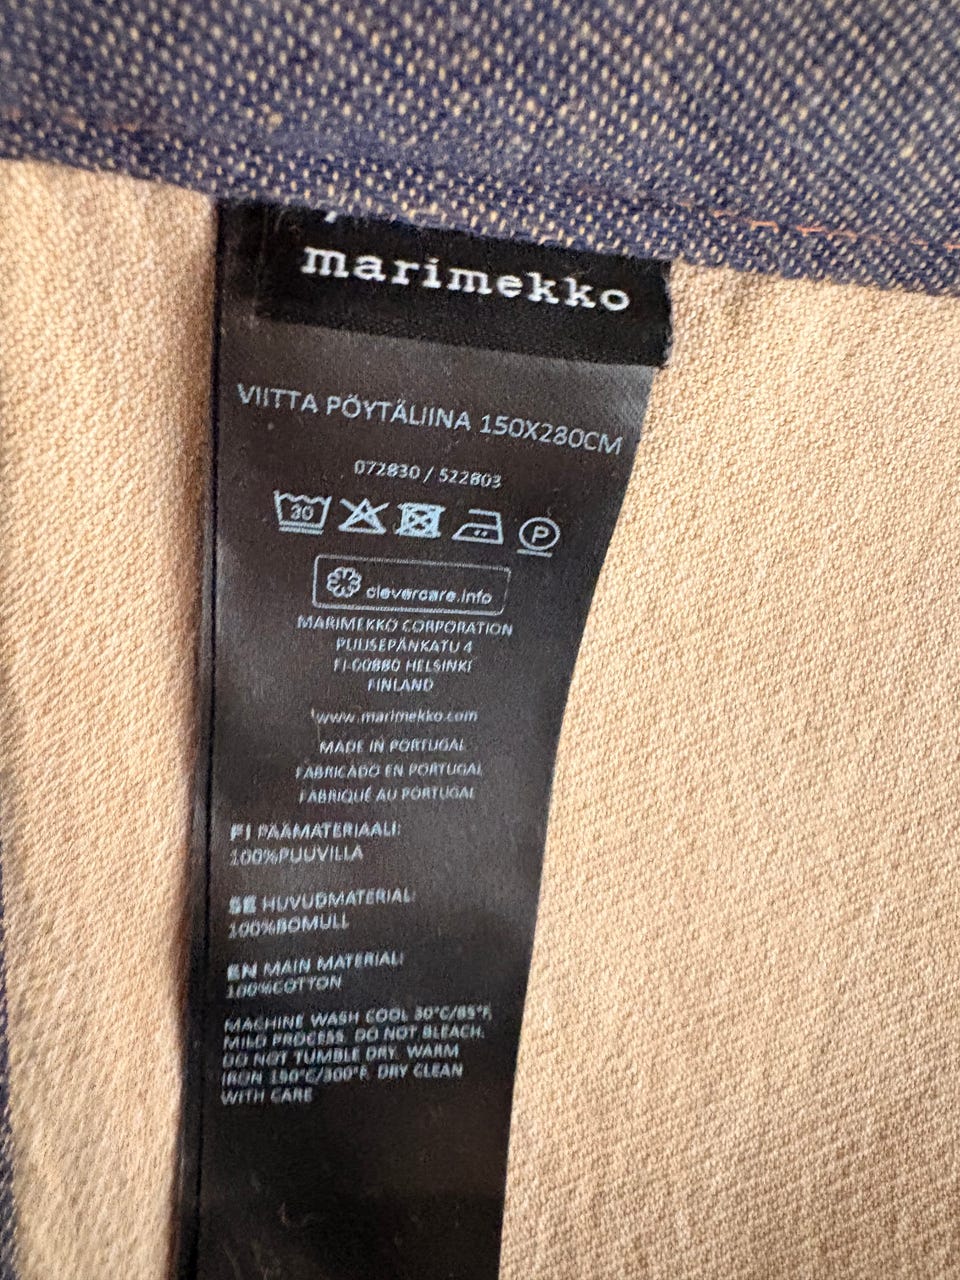 marimekko
VIITTA PÖYTÄLIINA 150X280CM
072830 / 522803
30
P
clevercare.info
MARIMEKKO CORPORATION
PUUSEPÄNKATU 4
FI-00880 HELSINKI
FINLAND
www.marimekko.com
MADE IN PORTUGAL
FABRICADO EN PORTUGAL
FABRIQUÉ AU PORTUGAL
FI PÄÄMATERIAALI:
100%PUUVILLA
SE HUVUDMATERIAL:
100%BOMULL
EN MAIN MATERIAL:
100%COTTON
MACHINE WASH COOL 30°C/85°F,
MILD PROCESS. DO NOT BLEACH.
DO NOT TUMBLE DRY. WARM
IRON 150°C/300°F. DRY CLEAN
WITH CARE